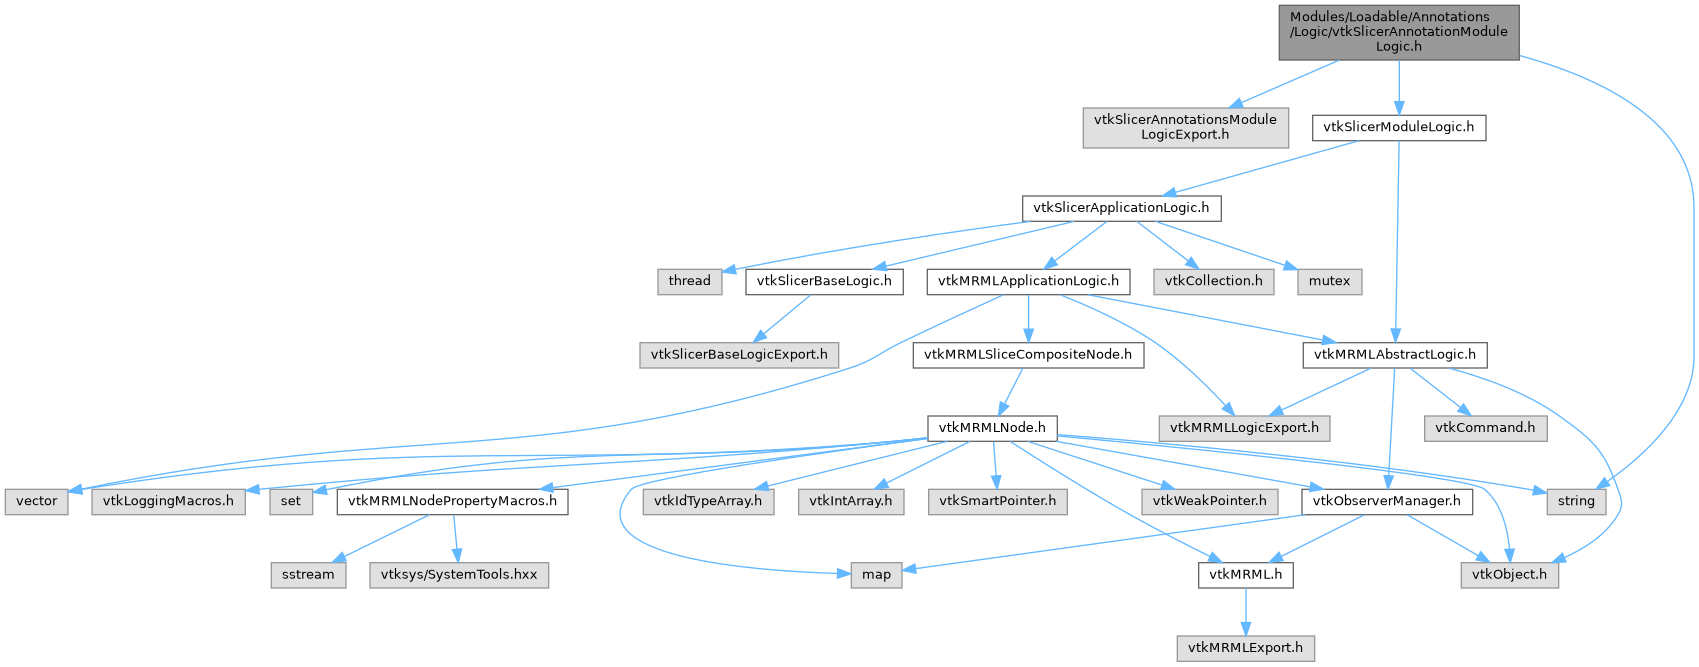 Modules/Loadable/Annotations
/Logic/vtkSlicerAnnotationModule
Logic.h
vtkSlicerAnnotationsModule
LogicExport.h
vtkSlicerModuleLogic.h
vtkSlicerApplicationLogic.h
thread
vtkSlicerBaseLogic.h
vtkMRMLApplicationLogic.h
vtkCollection.h
mutex
vtkSlicerBaseLogicExport.h
vtkMRMLSliceCompositeNode.h
vtkMRMLAbstractLogic.h
vtkMRMLNode.h
vtkMRMLLogicExport.h
vtkCommand.h
vector
vtkLoggingMacros.h
set
vtkMRMLNodePropertyMacros.h
vtkIdTypeArray.h
vtkIntArray.h
vtkSmartPointer.h
vtkWeakPointer.h
vtkObserverManager.h
string
sstream
vtksys/SystemTools.hxx
map
vtkMRML.h
vtkObject.h
vtkMRMLExport.h